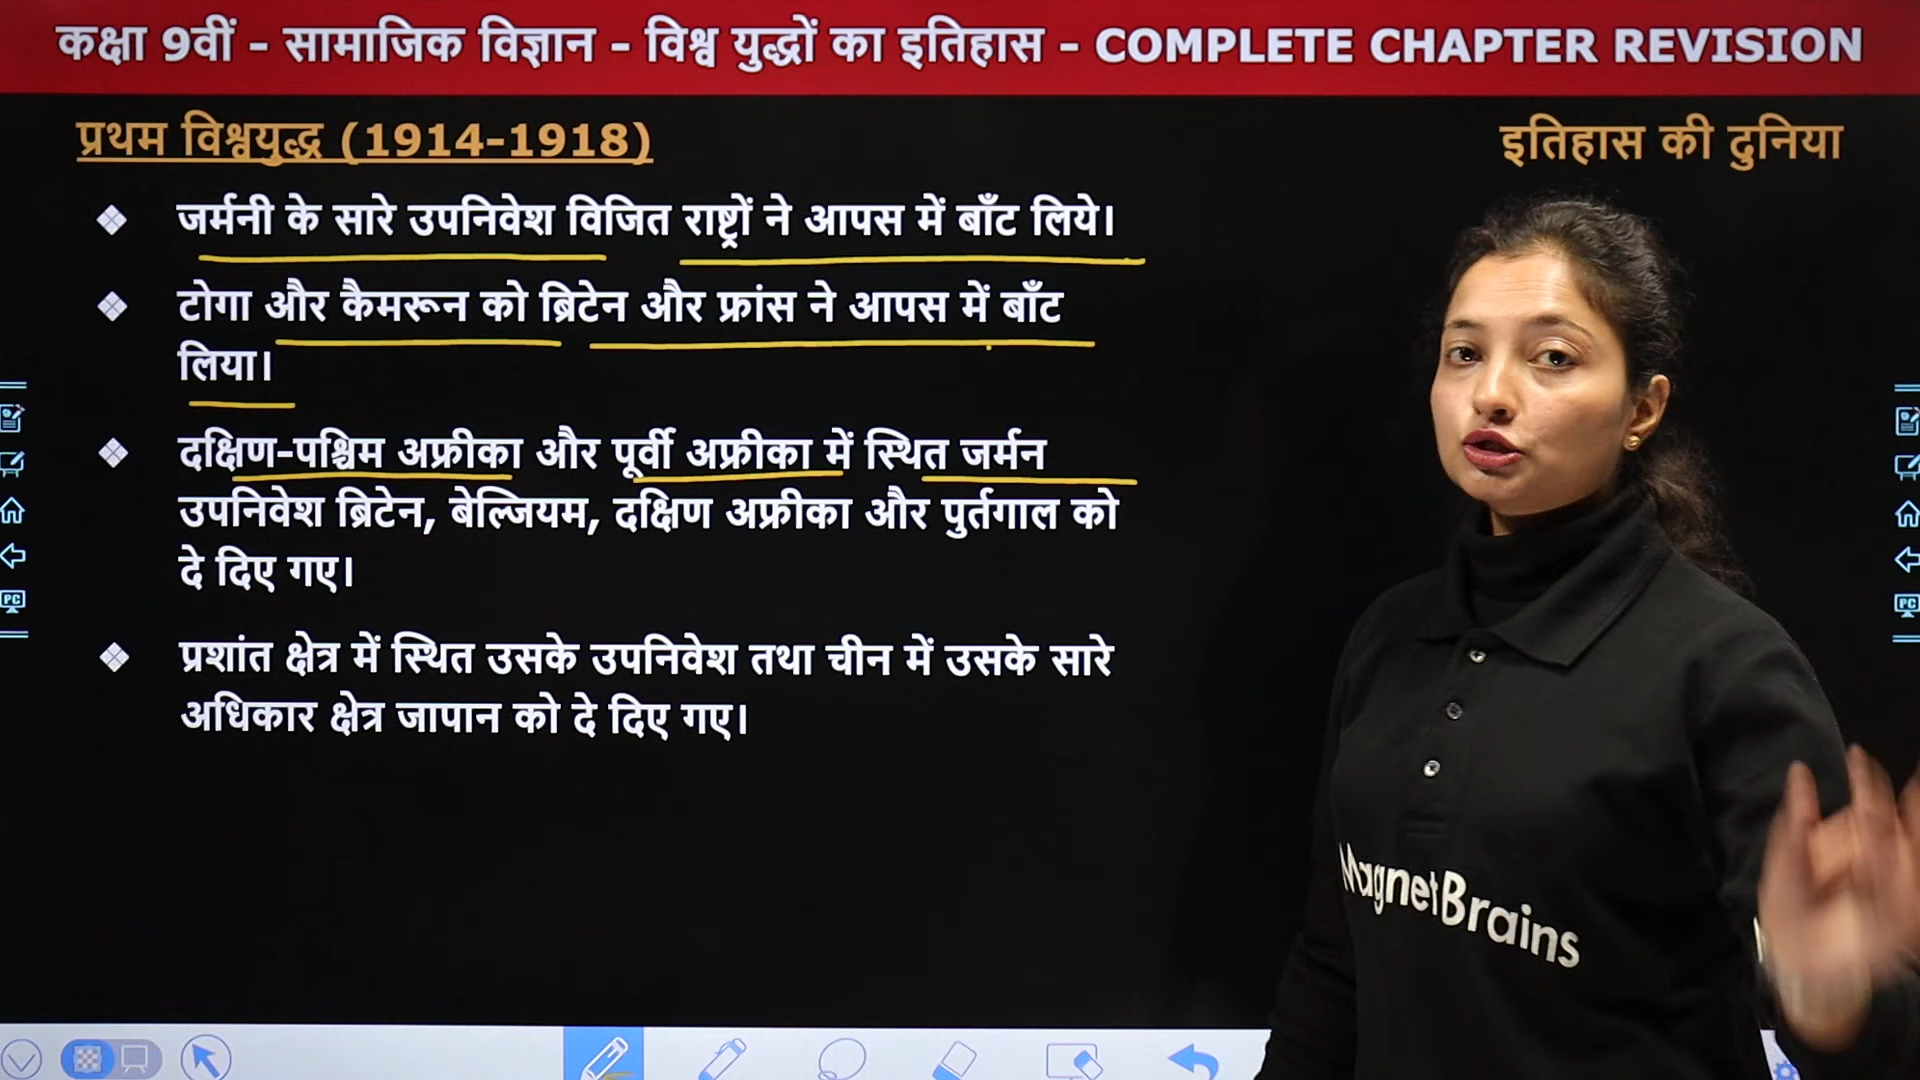 कक्षा 9वीं - सामाजिक विज्ञान - विश्व युद्धों का इतिहास - COMPLETE CHAPTER REVISION
प्रथम विश्वयुद्ध (1914-1918)
इतिहास की दुनिया
❖ जर्मनी के सारे उपनिवेश विजित राष्ट्रों ने आपस में बाँट लिये।
❖ टोगा और कैमरून को ब्रिटेन और फ्रांस ने आपस में बाँट
लिया।
❖ दक्षिण-पश्चिम अफ्रीका और पूर्वी अफ्रीका में स्थित जर्मन
उपनिवेश ब्रिटेन, बेल्जियम, दक्षिण अफ्रीका और पुर्तगाल को
दे दिए गए।
❖ प्रशांत क्षेत्र में स्थित उसके उपनिवेश तथा चीन में उसके सारे
अधिकार क्षेत्र जापान को दे दिए गए।
PC
PC
MagnetBrains